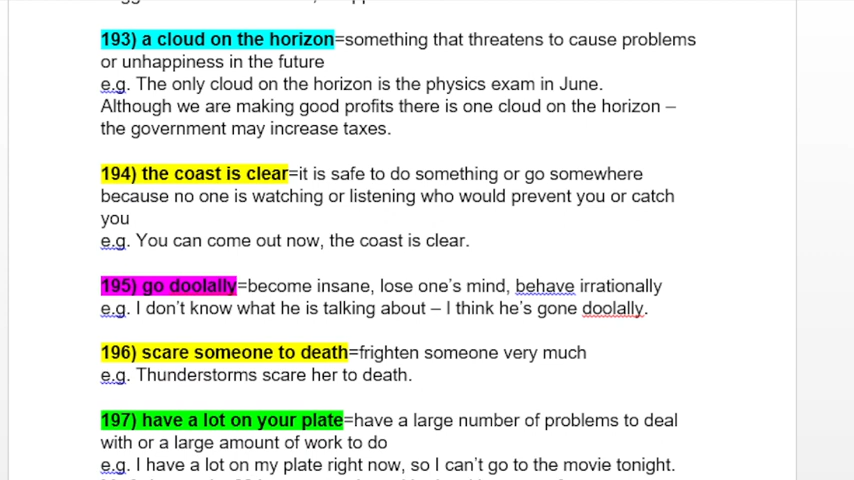 193) a cloud on the horizon=something that threatens to cause problems
or unhappiness in the future
e.g. The only cloud on the horizon is the physics exam in June.
Although we are making good profits there is one cloud on the horizon –
the government may increase taxes.
194) the coast is clear=it is safe to do something or go somewhere
because no one is watching or listening who would prevent you or catch
you
e.g. You can come out now, the coast is clear.
195) go doolally=become insane, lose one's mind, behave irrationally
e.g. I don't know what he is talking about – I think he's gone doolally.
196) scare someone to death=frighten someone very much
e.g. Thunderstorms scare her to death.
197) have a lot on your plate=have a large number of problems to deal
with or a large amount of work to do
e.g. I have a lot on my plate right now, so I can't go to the movie tonight.